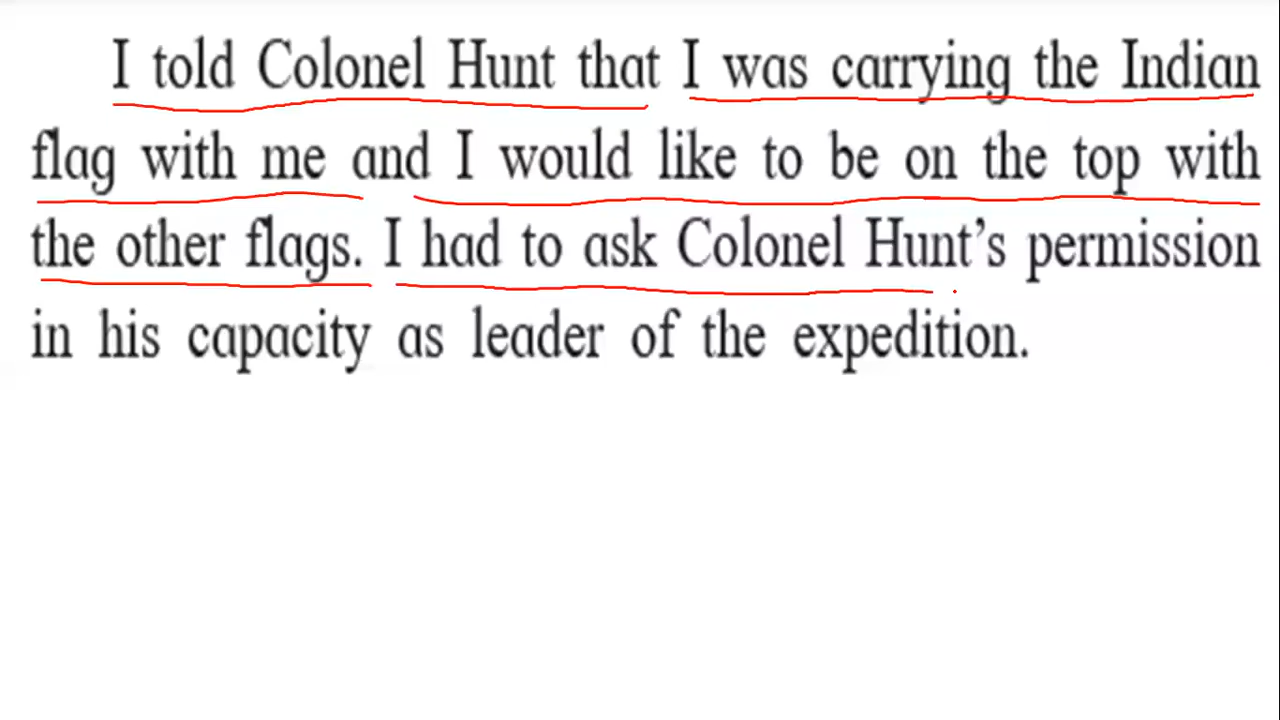 I told Colonel Hunt that I was carrying the Indian
flag with me and I would like to be on the top with
the other flags. I had to ask Colonel Hunt's permission
in his capacity as leader of the expedition.